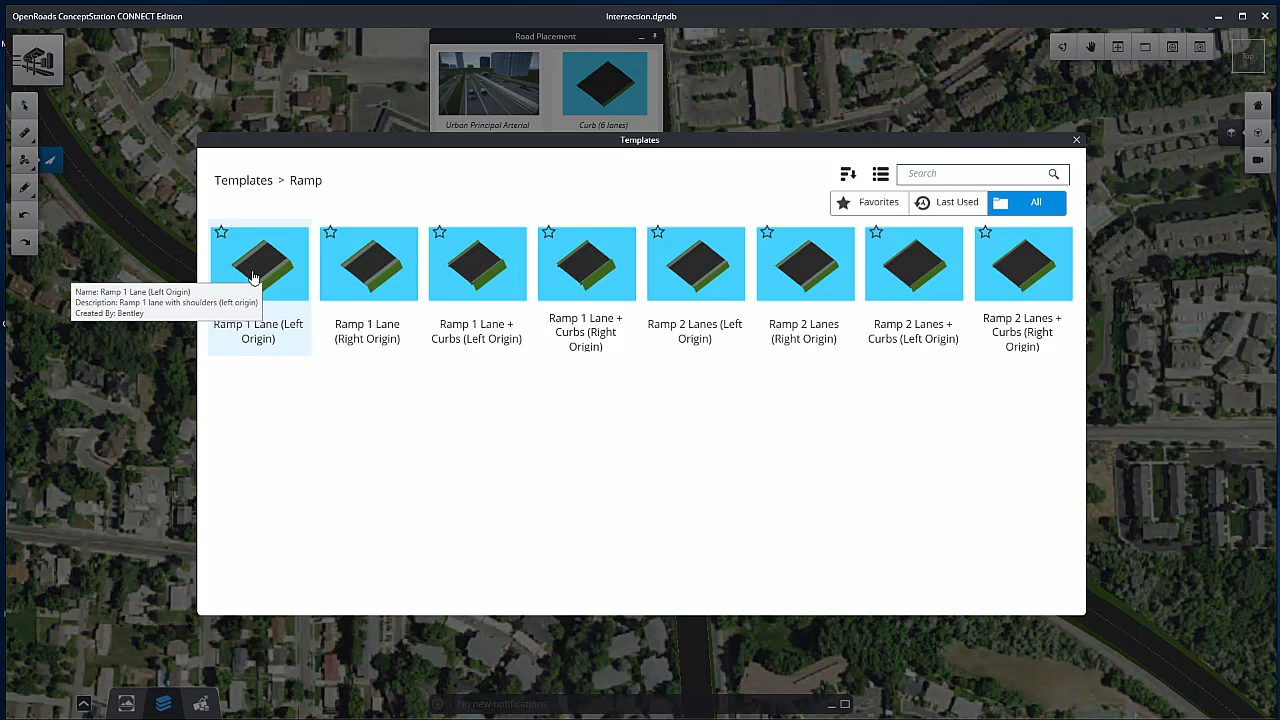 OpenRoads ConceptStation CONNECT Edition
Intersection.dgndb
Road Placement
Top
Urban Principal Arterial
Curb (6 lanes)
Templates
Templates > Ramp
Search
Favorites
Last Used
All
Name: Ramp 1 Lane (Left Origin)
Description: Ramp 1 lane with shoulders (left origin)
Created By: Bentley
Ramp 1 Lane (Left
Origin)
Ramp 1 Lane
(Right Origin)
Ramp 1 Lane +
Curbs (Left Origin)
Ramp 1 Lane +
Curbs (Right
Origin)
Ramp 2 Lanes (Left
Origin)
Ramp 2 Lanes
(Right Origin)
Ramp 2 Lanes +
Curbs (Left Origin)
Ramp 2 Lanes +
Curbs (Right
Origin)
No new notifications